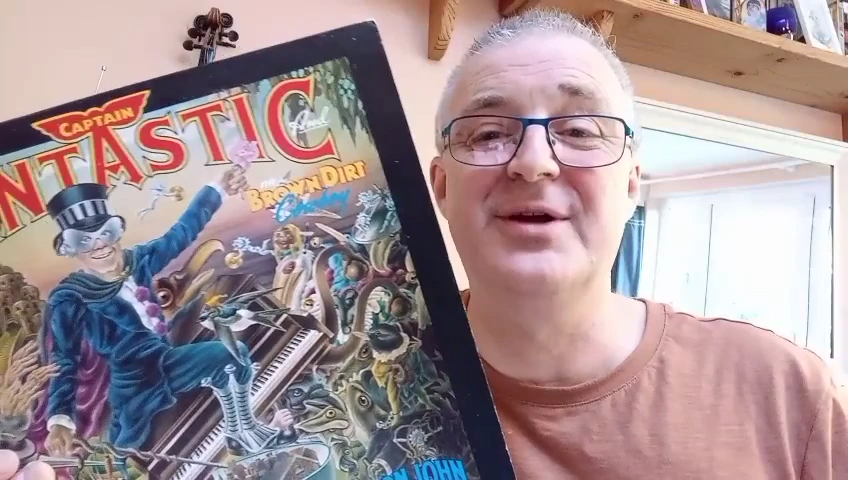 CAPTAIN
NTASTIC
and
THE
BROWN DIRT
Cowboy
ON JOHN